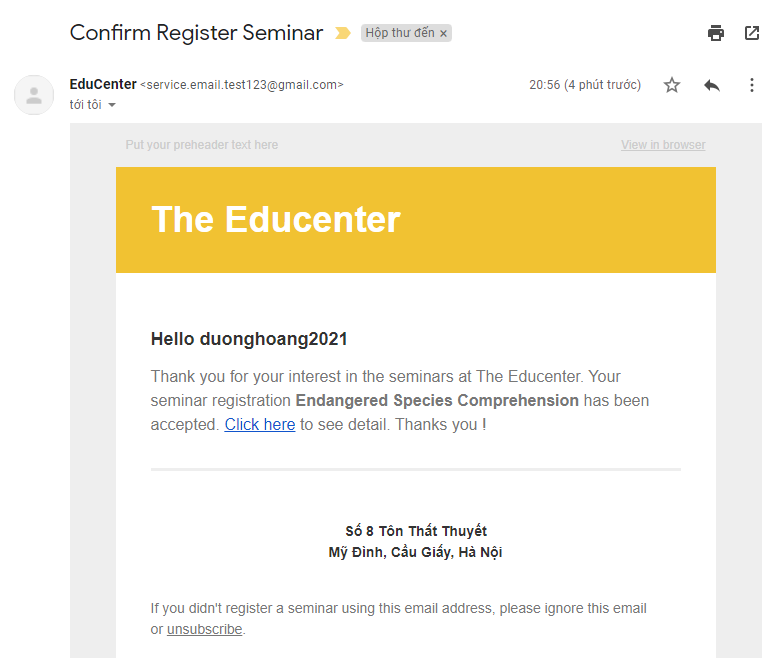 Confirm Register Seminar Hộp thư đến ×
EduCenter <service.email.test123@gmail.com> 20:56 (4 phút trước)
tới tôi
Put your preheader text here View in browser
The Educenter
Hello duonghoang2021
Thank you for your interest in the seminars at The Educenter. Your
seminar registration Endangered Species Comprehension has been
accepted. Click here to see detail. Thanks you !
Số 8 Tôn Thất Thuyết
Mỹ Đình, Cầu Giấy, Hà Nội
If you didn't register a seminar using this email address, please ignore this email
or unsubscribe.